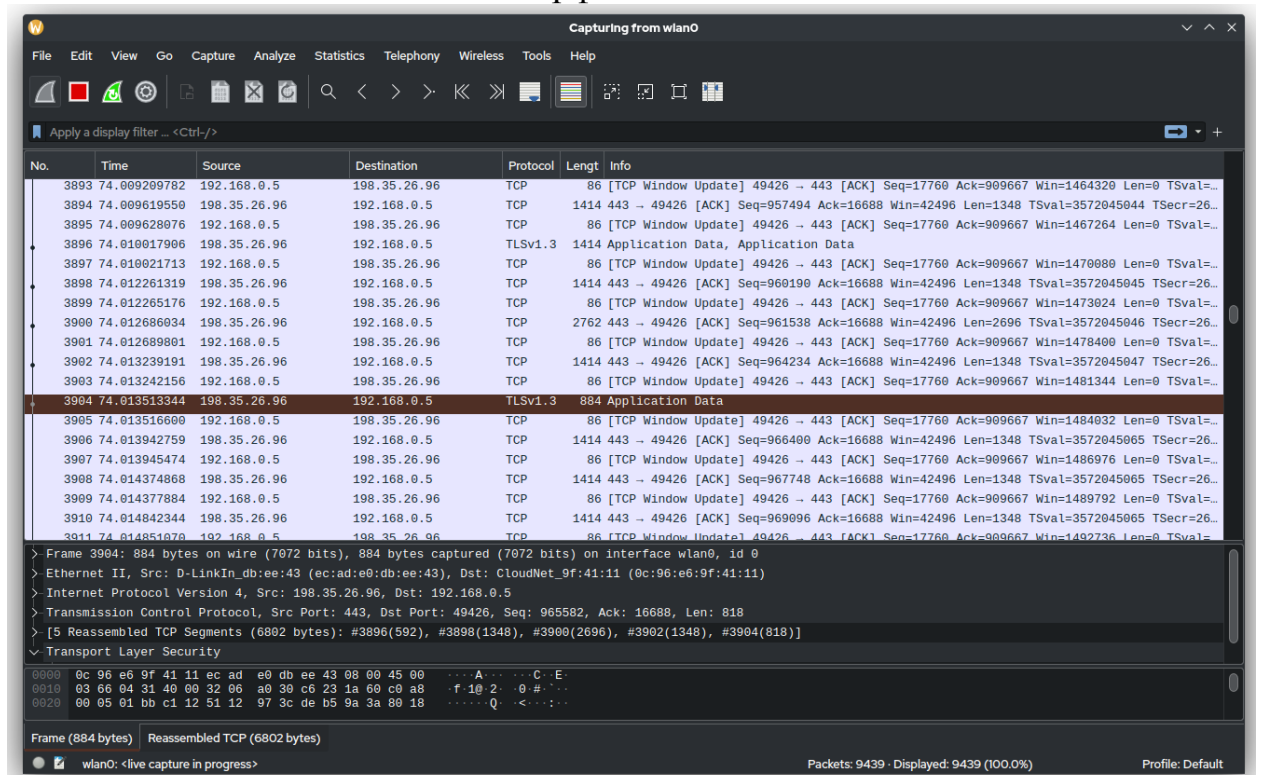 Capturing from wlan0
File Edit View Go Capture Analyze Statistics Telephony Wireless Tools Help
Apply a display filter ... <Ctrl-/>
No. Time Source Destination Protocol Lengt Info
3893 74.009209782 192.168.0.5 198.35.26.96 TCP 86 [TCP Window Update] 49426 → 443 [ACK] Seq=17760 Ack=909667 Win=1464320 Len=0 TSval=…
3894 74.009619550 198.35.26.96 192.168.0.5 TCP 1414 443 → 49426 [ACK] Seq=957494 Ack=16688 Win=42496 Len=1348 TSval=3572045044 TSecr=26…
3895 74.009628076 192.168.0.5 198.35.26.96 TCP 86 [TCP Window Update] 49426 → 443 [ACK] Seq=17760 Ack=909667 Win=1467264 Len=0 TSval=…
3896 74.010017906 198.35.26.96 192.168.0.5 TLSv1.3 1414 Application Data, Application Data
3897 74.010021713 192.168.0.5 198.35.26.96 TCP 86 [TCP Window Update] 49426 → 443 [ACK] Seq=17760 Ack=909667 Win=1470080 Len=0 TSval=…
3898 74.012261319 198.35.26.96 192.168.0.5 TCP 1414 443 → 49426 [ACK] Seq=960190 Ack=16688 Win=42496 Len=1348 TSval=3572045045 TSecr=26…
3899 74.012265176 192.168.0.5 198.35.26.96 TCP 86 [TCP Window Update] 49426 → 443 [ACK] Seq=17760 Ack=909667 Win=1473024 Len=0 TSval=…
3900 74.012686034 198.35.26.96 192.168.0.5 TCP 2762 443 → 49426 [ACK] Seq=961538 Ack=16688 Win=42496 Len=2696 TSval=3572045046 TSecr=26…
3901 74.012689801 192.168.0.5 198.35.26.96 TCP 86 [TCP Window Update] 49426 → 443 [ACK] Seq=17760 Ack=909667 Win=1478400 Len=0 TSval=…
3902 74.013239191 198.35.26.96 192.168.0.5 TCP 1414 443 → 49426 [ACK] Seq=964234 Ack=16688 Win=42496 Len=1348 TSval=3572045047 TSecr=26…
3903 74.013242156 192.168.0.5 198.35.26.96 TCP 86 [TCP Window Update] 49426 → 443 [ACK] Seq=17760 Ack=909667 Win=1481344 Len=0 TSval=…
3904 74.013513344 198.35.26.96 192.168.0.5 TLSv1.3 884 Application Data
3905 74.013516600 192.168.0.5 198.35.26.96 TCP 86 [TCP Window Update] 49426 → 443 [ACK] Seq=17760 Ack=909667 Win=1484032 Len=0 TSval=…
3906 74.013942759 198.35.26.96 192.168.0.5 TCP 1414 443 → 49426 [ACK] Seq=966400 Ack=16688 Win=42496 Len=1348 TSval=3572045065 TSecr=26…
3907 74.013945474 192.168.0.5 198.35.26.96 TCP 86 [TCP Window Update] 49426 → 443 [ACK] Seq=17760 Ack=909667 Win=1486976 Len=0 TSval=…
3908 74.014374868 198.35.26.96 192.168.0.5 TCP 1414 443 → 49426 [ACK] Seq=967748 Ack=16688 Win=42496 Len=1348 TSval=3572045065 TSecr=26…
3909 74.014377884 192.168.0.5 198.35.26.96 TCP 86 [TCP Window Update] 49426 → 443 [ACK] Seq=17760 Ack=909667 Win=1489792 Len=0 TSval=…
3910 74.014842344 198.35.26.96 192.168.0.5 TCP 1414 443 → 49426 [ACK] Seq=969096 Ack=16688 Win=42496 Len=1348 TSval=3572045065 TSecr=26…
3911 74.014851070 192.168.0.5 198.35.26.96 TCP 86 [TCP Window Update] 49426 → 443 [ACK] Seq=17760 Ack=909667 Win=1492736 Len=0 TSval=…
Frame 3904: 884 bytes on wire (7072 bits), 884 bytes captured (7072 bits) on interface wlan0, id 0
Ethernet II, Src: D-LinkIn_db:ee:43 (ec:ad:e0:db:ee:43), Dst: CloudNet_9f:41:11 (0c:96:e6:9f:41:11)
Internet Protocol Version 4, Src: 198.35.26.96, Dst: 192.168.0.5
Transmission Control Protocol, Src Port: 443, Dst Port: 49426, Seq: 965582, Ack: 16688, Len: 818
[5 Reassembled TCP Segments (6802 bytes): #3896(592), #3898(1348), #3900(2696), #3902(1348), #3904(818)]
Transport Layer Security
0000 0c 96 e6 9f 41 11 ec ad e0 db ee 43 08 00 45 00 ····A··· ···C··E·
0010 03 66 04 31 40 00 32 06 a0 30 c6 23 1a 60 c0 a8 ·f·1@·2· ·0·#·`··
0020 00 05 01 bb c1 12 51 12 97 3c de b5 9a 3a 80 18 ······Q· ·<···:··
Frame (884 bytes) Reassembled TCP (6802 bytes)
wlan0: <live capture in progress> Packets: 9439 · Displayed: 9439 (100.0%) Profile: Default